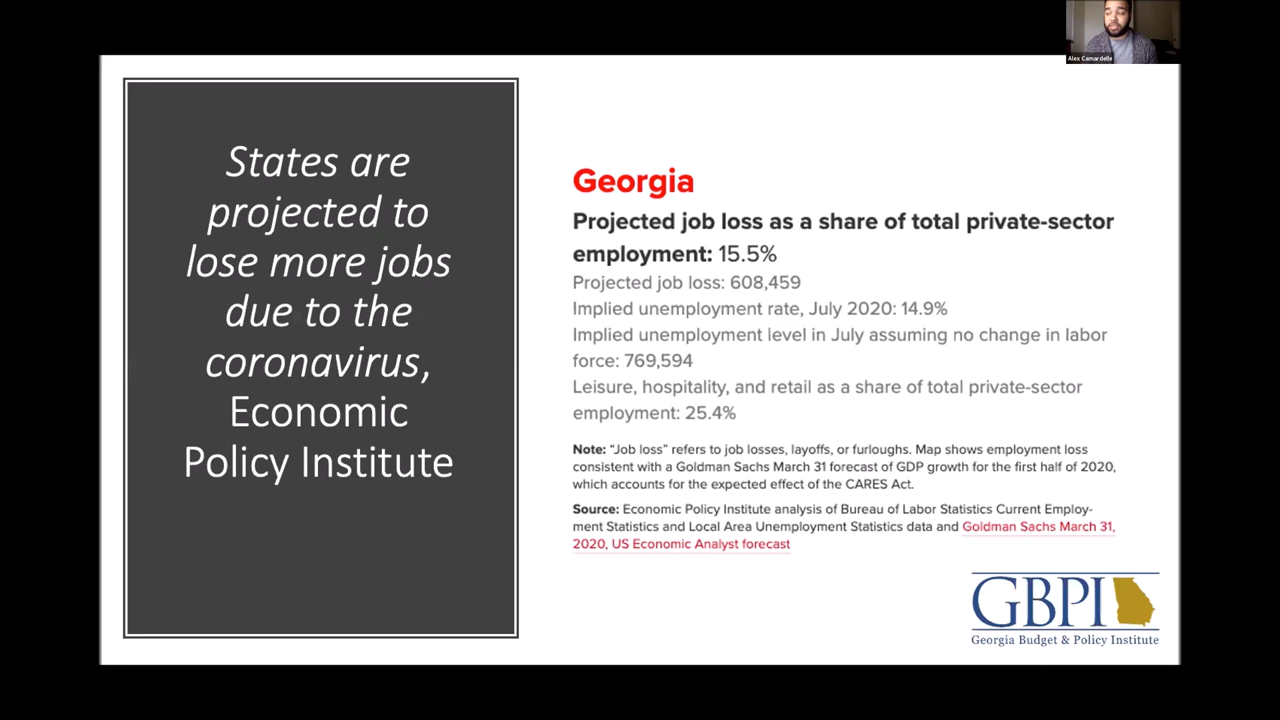 Alex Camardelle
States are
projected to
lose more jobs
due to the
coronavirus,
Economic
Policy Institute
Georgia
Projected job loss as a share of total private-sector
employment: 15.5%
Projected job loss: 608,459
Implied unemployment rate, July 2020: 14.9%
Implied unemployment level in July assuming no change in labor
force: 769,594
Leisure, hospitality, and retail as a share of total private-sector
employment: 25.4%
Note: “Job loss” refers to job losses, layoffs, or furloughs. Map shows employment loss
consistent with a Goldman Sachs March 31 forecast of GDP growth for the first half of 2020,
which accounts for the expected effect of the CARES Act.
Source: Economic Policy Institute analysis of Bureau of Labor Statistics Current Employ-
ment Statistics and Local Area Unemployment Statistics data and Goldman Sachs March 31,
2020, US Economic Analyst forecast
GBPI
Georgia Budget & Policy Institute